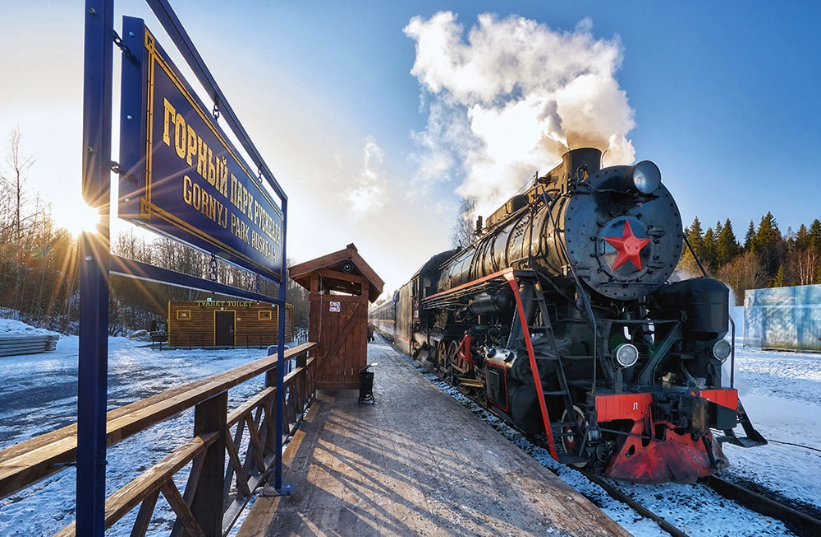 ГОРНЫЙ ПАРК РУСКЕАЛА
GORNYJ PARK RUSKEALA
ТУАЛЕТ TOILET
Л